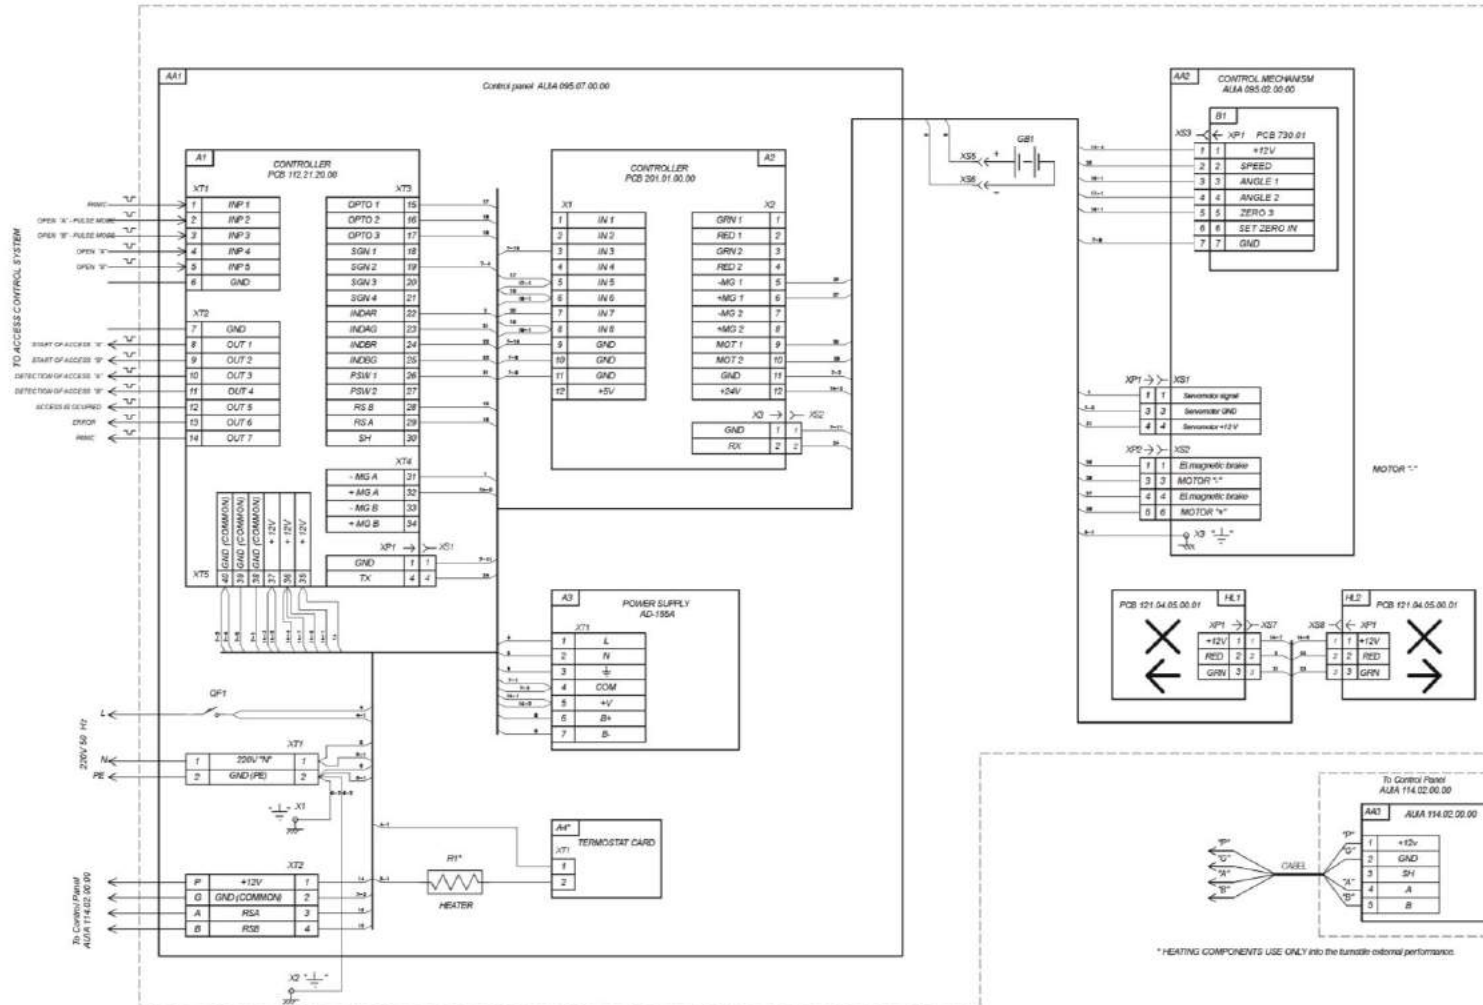 AA1
Control panel AUIA 095.07.00.00
A1
CONTROLLER
PCB 112.21.20.00
XT1
1 INP 1
2 INP 2
3 INP 3
4 INP 4
5 INP 5
6 GND
PANIC
OPEN "A" - PULSE MODE
OPEN "B" - PULSE MODE
OPEN "A"
OPEN "B"
TO ACCESS CONTROL SYSTEM
XT2
7 GND
8 OUT 1
9 OUT 2
10 OUT 3
11 OUT 4
12 OUT 5
13 OUT 6
14 OUT 7
START OF ACCESS "A"
START OF ACCESS "B"
DETECTION OF ACCESS "A"
DETECTION OF ACCESS "B"
ACCESS IS OCUPIED
ERROR
PANIC
XT3
OPTO 1 15
OPTO 2 16
OPTO 3 17
SGN 1 18
SGN 2 19
SGN 3 20
SGN 4 21
INDAR 22
INDAG 23
INDBR 24
INDBG 25
PSW 1 26
PSW 2 27
RS B 28
RS A 29
SH 30
XT4
- MG A 31
+ MG A 32
- MG B 33
+ MG B 34
XP1 XS1
GND 1 1
TX 4 4
XT5
40 GND (COMMON)
39 GND (COMMON)
38 GND (COMMON)
37 + 12V
36 + 12V
35 + 12V
A2
CONTROLLER
PCB 201.01.00.00
X1
1 IN 1
2 IN 2
3 IN 3
4 IN 4
5 IN 5
6 IN 6
7 IN 7
8 IN 8
9 GND
10 GND
11 GND
12 +5V
X2
GRN 1 1
RED 1 2
GRN 2 3
RED 2 4
-MG 1 5
+MG 1 6
-MG 2 7
+MG 2 8
MOT 1 9
MOT 2 10
GND 11
+24V 12
X3 XS2
GND 1 1
RX 2 2
A3
POWER SUPPLY
AD-155A
XT1
1 L
2 N
3
4 COM
5 +V
6 B+
7 B-
QF1
L
N
PE
220V 50 Hz
XT1
1 220V "N" 1
2 GND (PE) 2
X1
XT2
P +12V 1
G GND (COMMON) 2
A RSA 3
B RSB 4
To Control Panel
AUIA 114.02.00.00
X2
R1*
HEATER
A4*
TERMOSTAT CARD
XT1
1
2
XS5 + GB1
XS6 -
AA2
CONTROL MECHANISM
AUIA 095.02.00.00
B1
XS3 XP1 PCB 730.01
1 1 +12V
2 2 SPEED
3 3 ANGLE 1
4 4 ANGLE 2
5 5 ZERO 3
6 6 SET ZERO IN
7 7 GND
XP1 XS1
1 1 Servomotor signal
3 3 Servomotor GND
4 4 Servomotor +12 V
XP2 XS2
1 1 El.magnetic brake
3 3 MOTOR "-"
4 4 El.magnetic brake
6 6 MOTOR "+"
X3
MOTOR "-"
HL1
PCB 121.04.05.00.01
XP1 XS7
+12V 1 1
RED 2 2
GRN 3 3
HL2
PCB 121.04.05.00.01
XS8 XP1
1 1 +12V
2 2 RED
3 3 GRN
To Control Panel
AUIA 114.02.00.00
AA3 AUIA 114.02.00.00
1 +12v
2 GND
3 SH
4 A
5 B
"P"
"G"
"A"
"B"
CABEL
"P"
"G"
"A"
"B"
* HEATING COMPONENTS USE ONLY into the turnstile external performance.